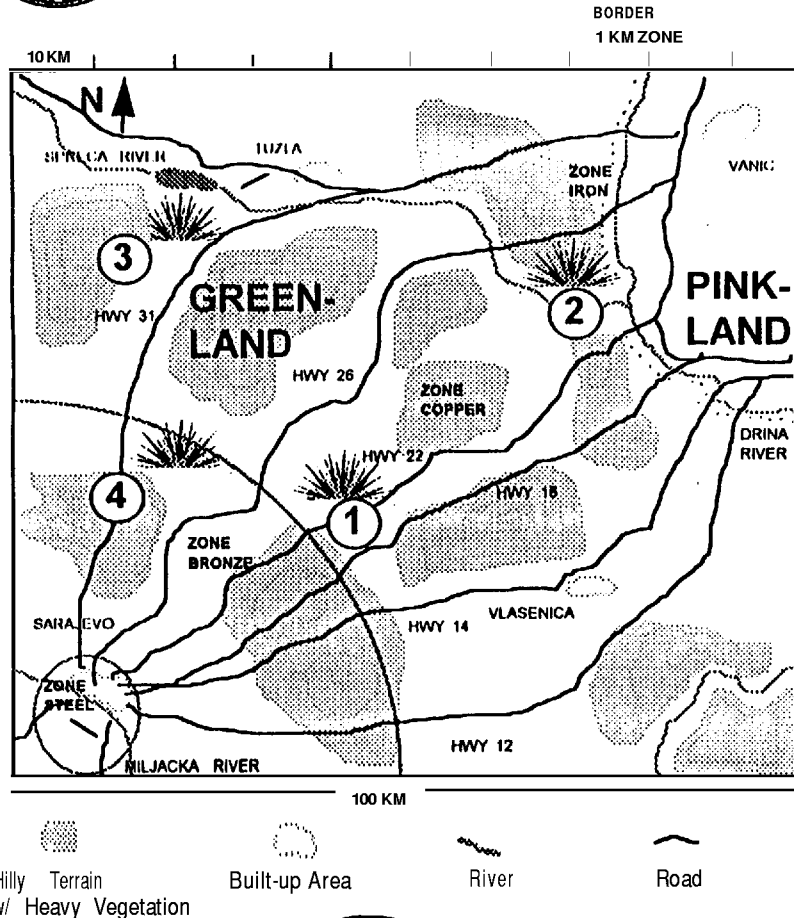 BORDER
1 KM ZONE
10 KM
N
SPRECA RIVER
TUZLA
ZONE
IRON
VANIC
3
GREEN-
LAND
HWY 31
2
PINK-
LAND
HWY 26
ZONE
COPPER
DRINA
RIVER
HWY 22
4
1
HWY 18
ZONE
BRONZE
SARAJEVO
VLASENICA
HWY 14
ZONE
STEEL
HWY 12
MILJACKA RIVER
100 KM
Hilly Terrain
w/ Heavy Vegetation
Built-up Area
River
Road